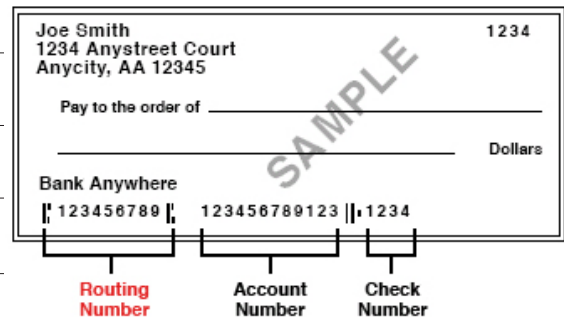 Joe Smith 1234
1234 Anystreet Court
Anycity, AA 12345
SAMPLE
Pay to the order of
Dollars
Bank Anywhere
123456789 123456789123 1234
Routing Account Check
Number Number Number